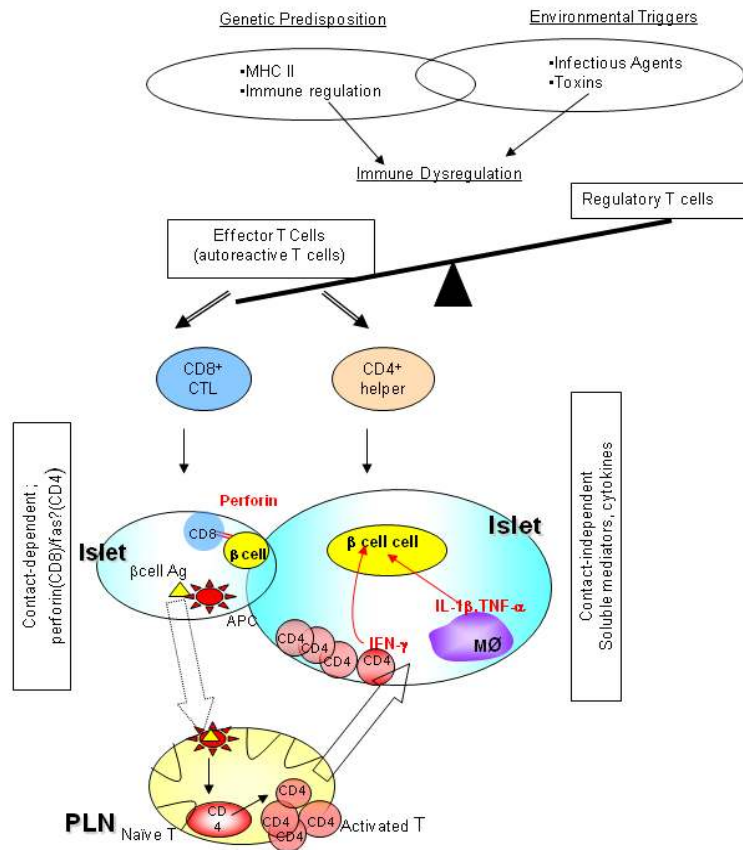 Genetic Predisposition
Environmental Triggers
▪MHC II
▪Immune regulation
▪Infectious Agents
▪Toxins
Immune Dysregulation
Regulatory T cells
Effector T Cells
(autoreactive T cells)
CD8+
CTL
CD4+
helper
Contact-dependent ;
perforin(CD8)/fas?(CD4)
Contact-independent
Soluble mediators, cytokines
Perforin
CD8
Islet
β cell
βcell Ag
APC
Islet
β cell cell
IL-1β,TNF-α
IFN-γ
MØ
CD4
CD4
CD4
CD4
PLN
Naïve T
CD
4
CD4
CD4
CD4
CD4
Activated T